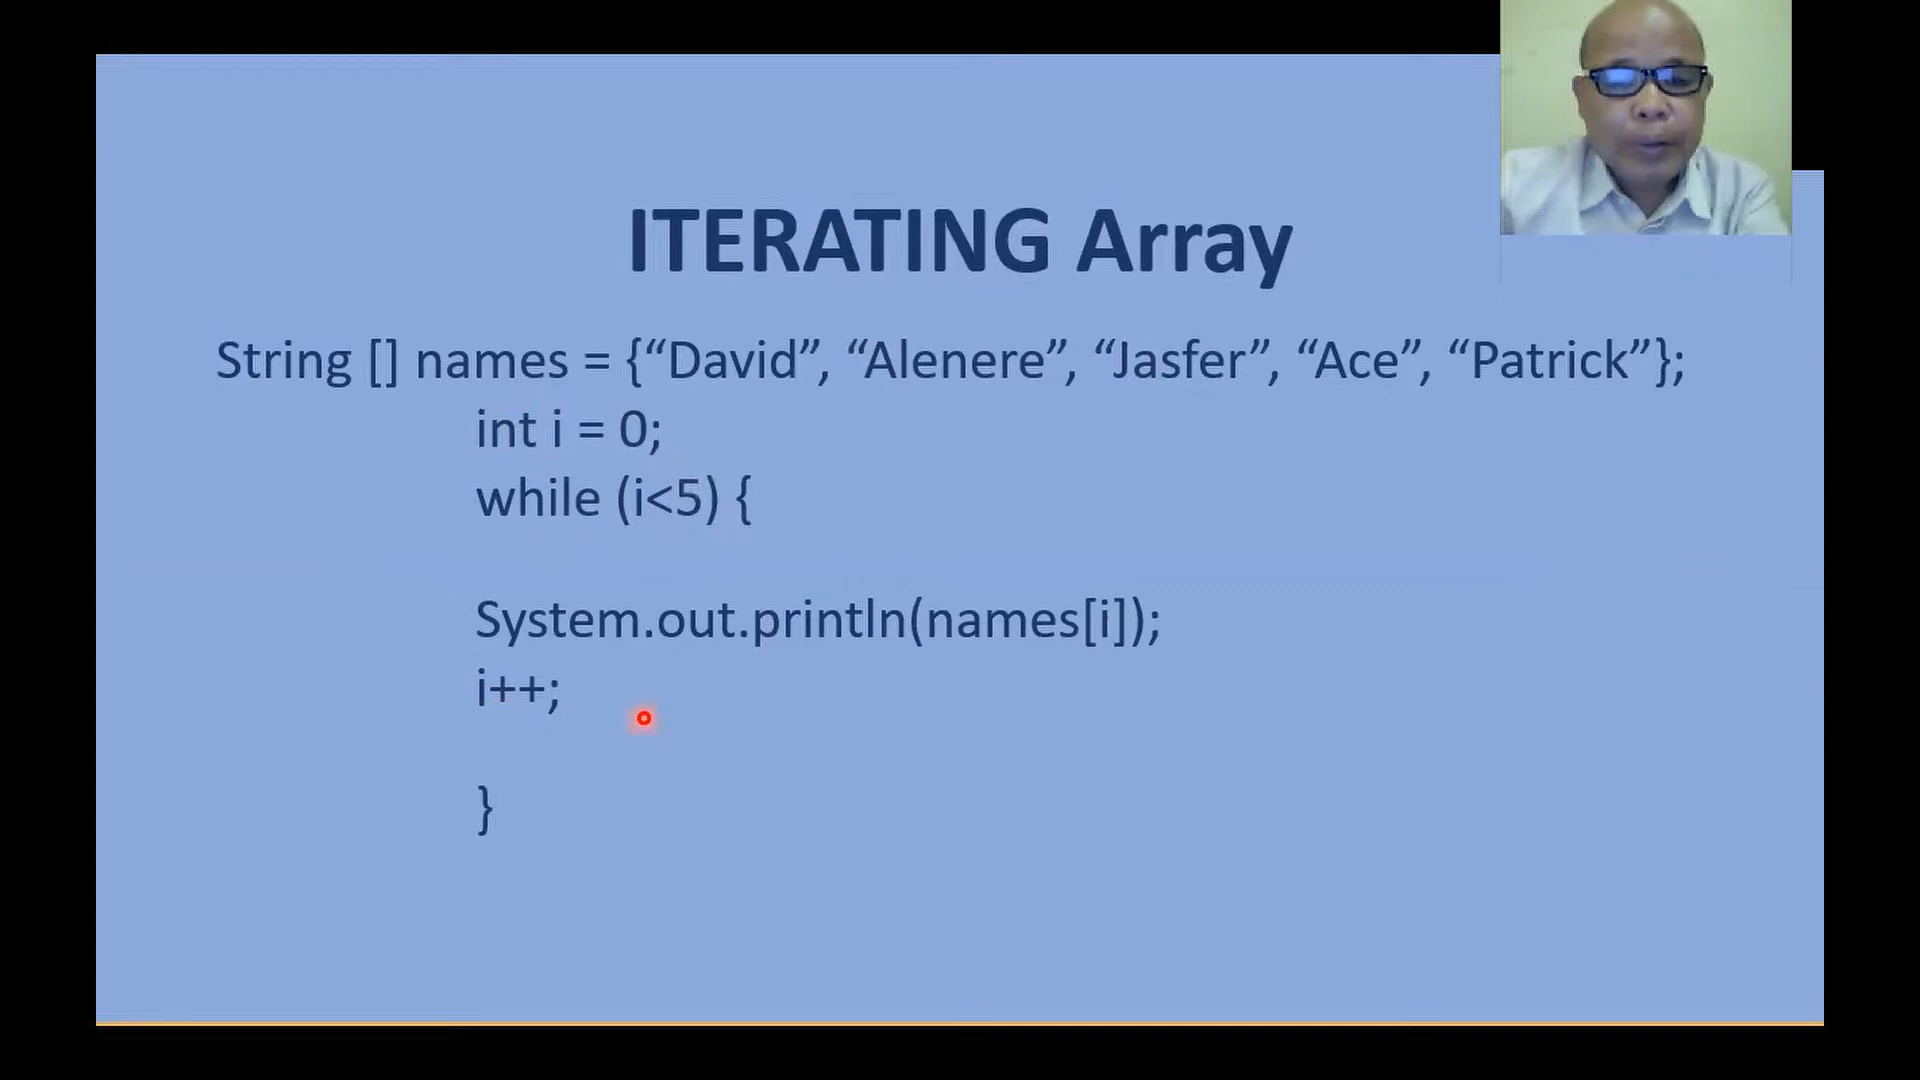 ITERATING Array
String [] names = {“David”, “Alenere”, “Jasfer”, “Ace”, “Patrick”};
int i = 0;
while (i<5) {
System.out.println(names[i]);
i++;
}